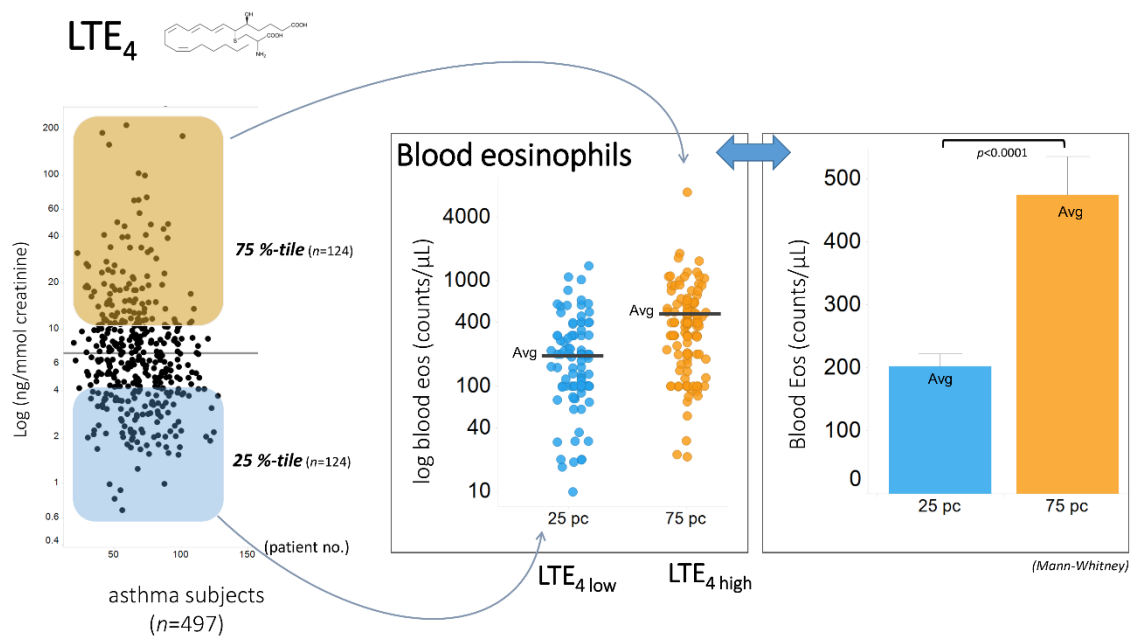 LTE4
OH
COOH
S
COOH
NH2
Log (ng/mmol creatinine)
200
100
60
40
20
10
6
4
2
1
0.6
0.4
50
100
150
75 %-tile (n=124)
25 %-tile (n=124)
(patient no.)
asthma subjects
(n=497)
Blood eosinophils
log blood eos (counts/µL)
4000
1000
400
100
40
10
Avg
Avg
25 pc
75 pc
LTE4 low
LTE4 high
p<0.0001
Blood Eos (counts/µL)
500
400
300
200
100
0
Avg
Avg
25 pc
75 pc
(Mann-Whitney)